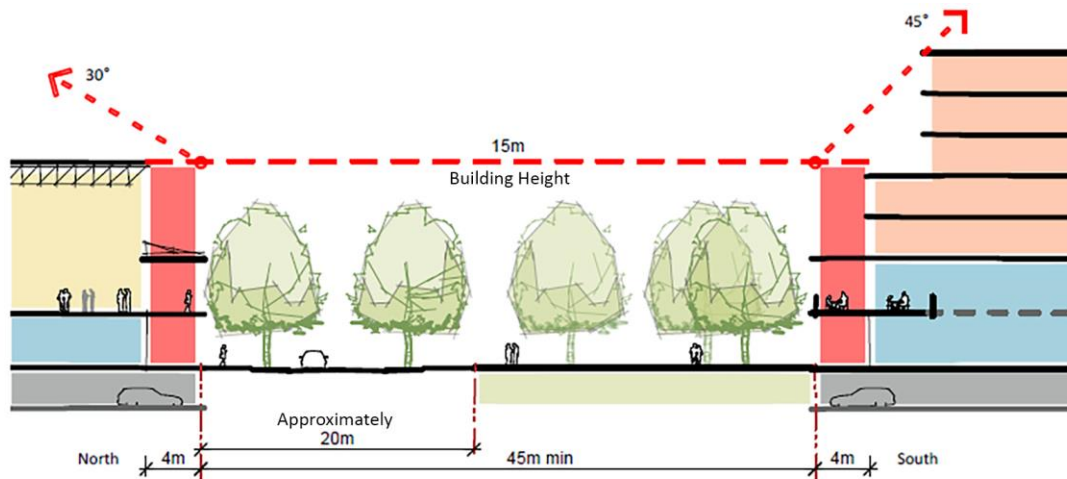 45°
30°
15m
Building Height
Approximately
20m
North
4m
45m min
4m
South